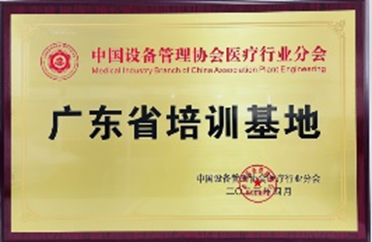 中国设备管理协会医疗行业分会
Medical Industry Branch of China Association Plant Engineering
广东省培训基地
中国设备管理协会医疗行业分会